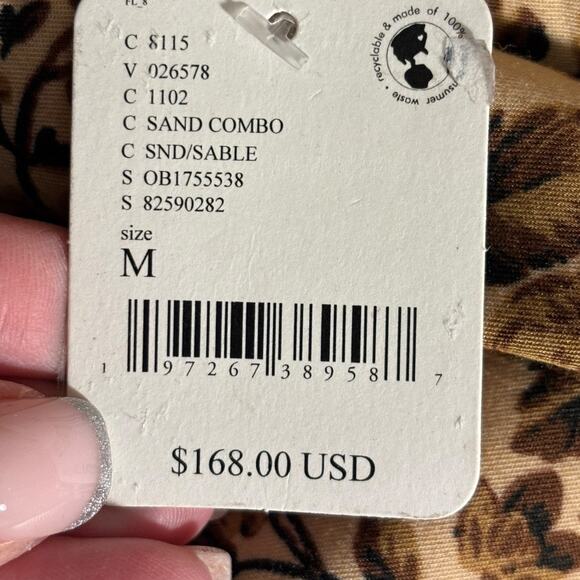 FL_8
recyclable & made of 100%
nsumer waste
C 8115
V 026578
C 1102
C SAND COMBO
C SND/SABLE
S OB1755538
S 82590282
size
M
1 97267 38958 7
$168.00 USD